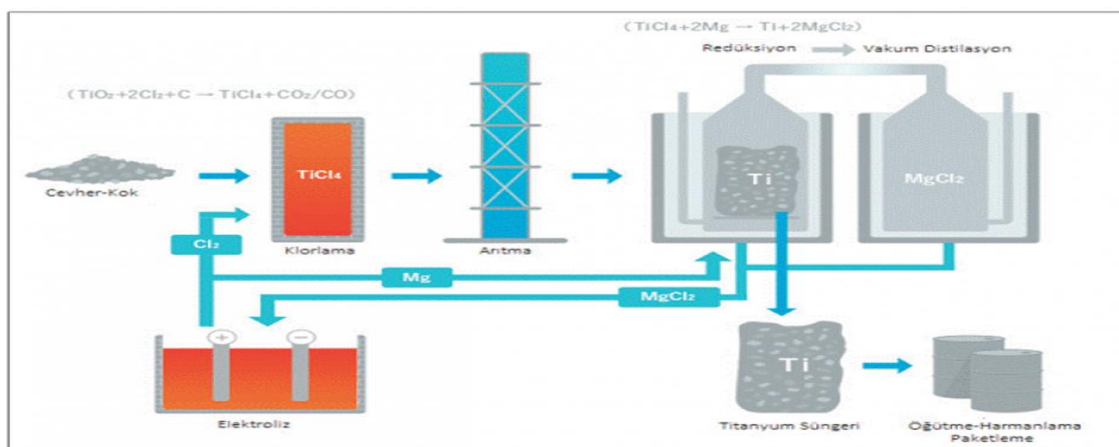 (TiCl₄+2Mg → Ti+2MgCl₂)
Redüksiyon → Vakum Distilasyon
(TiO₂+2Cl₂+C → TiCl₄+CO₂/CO)
TiCl₄
Ti
MgCl₂
Cevher-Kok
Cl₂
Klorlama
Arıtma
Mg
MgCl₂
+
−
Ti
Elektroliz
Titanyum Süngeri
Öğütme-Harmanlama
Paketleme